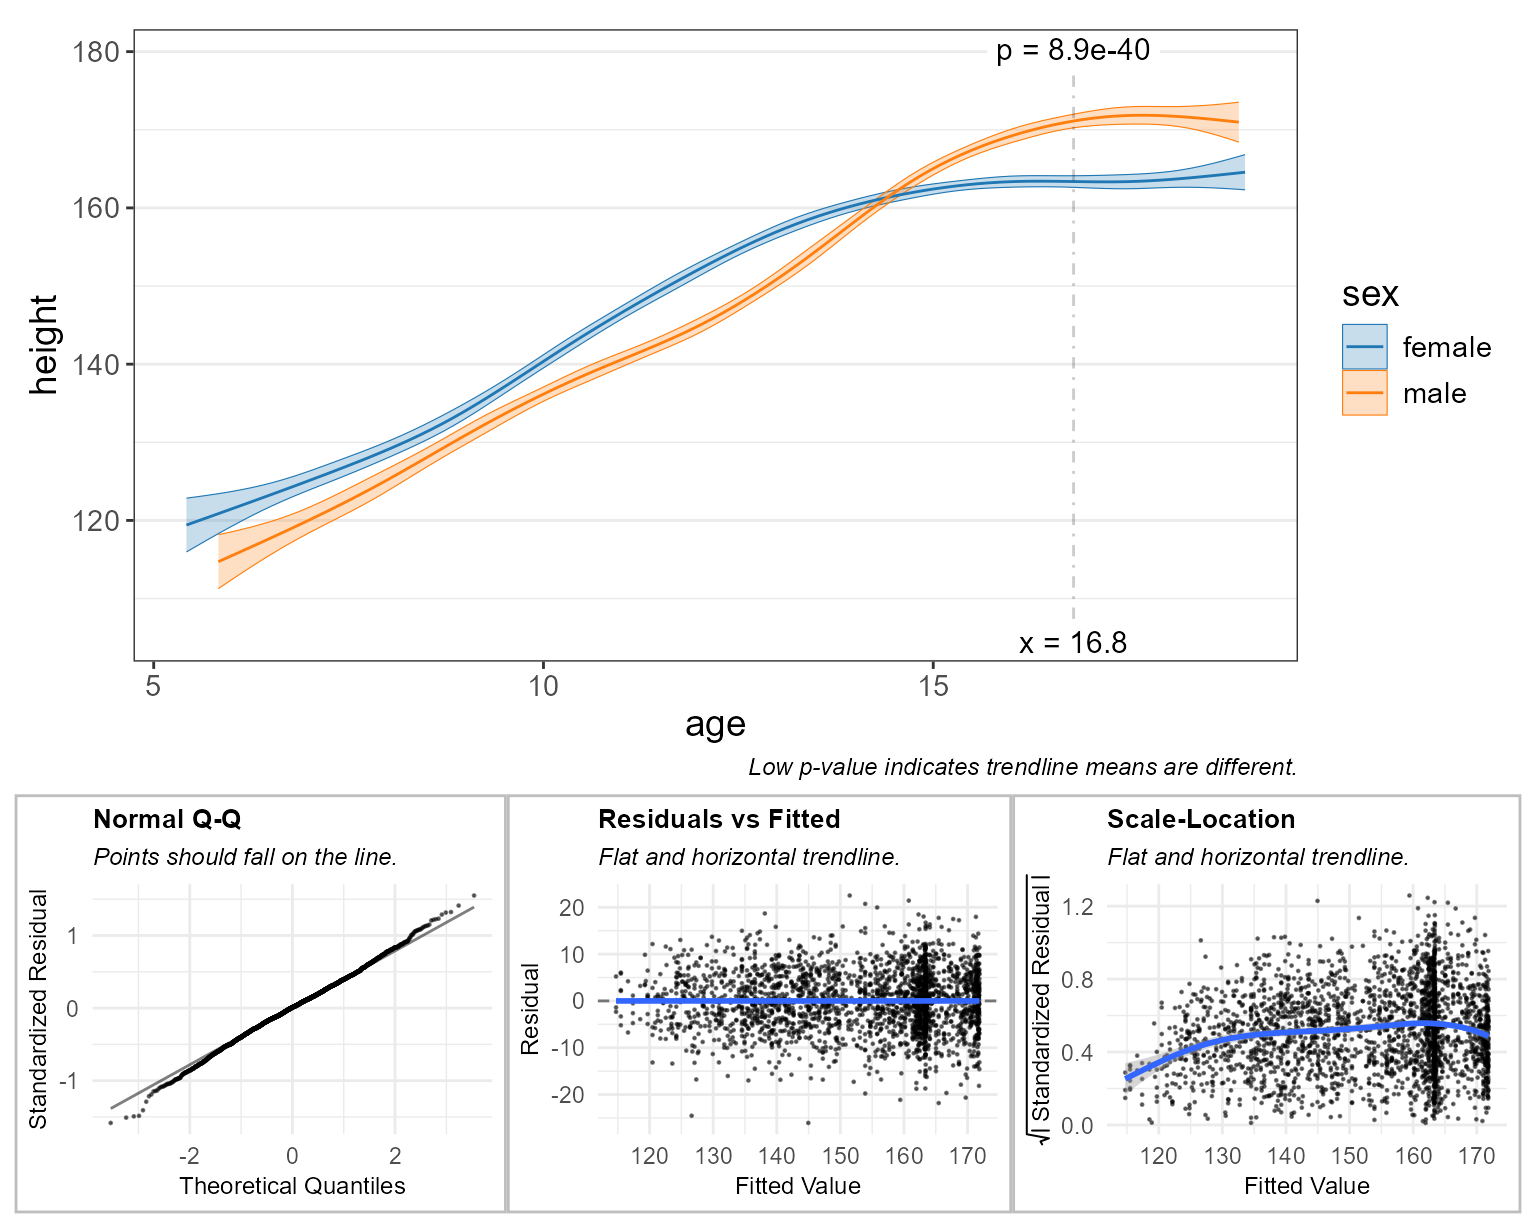 p = 8.9e-40
180
160
140
120
height
x = 16.8
5 10 15
age
sex
female
male
Low p-value indicates trendline means are different.
Normal Q-Q
Points should fall on the line.
Standardized Residual
1
0
-1
-2 0 2
Theoretical Quantiles
Residuals vs Fitted
Flat and horizontal trendline.
Residual
20
10
0
-10
-20
120 130 140 150 160 170
Fitted Value
Scale-Location
Flat and horizontal trendline.
√| Standardized Residual |
1.2
0.8
0.4
0.0
120 130 140 150 160 170
Fitted Value